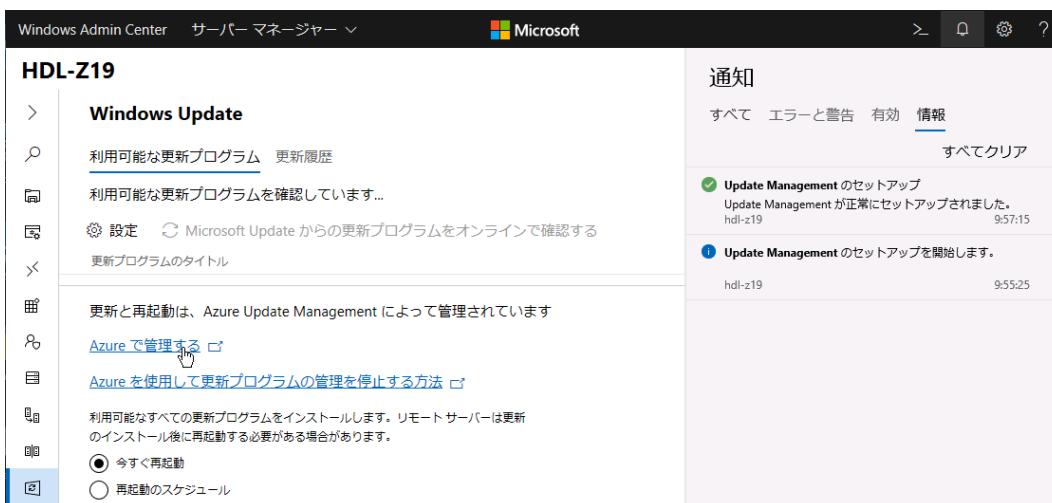 Windows Admin Center サーバー マネージャー
Microsoft
HDL-Z19
Windows Update
利用可能な更新プログラム 更新履歴
利用可能な更新プログラムを確認しています...
設定 Microsoft Update からの更新プログラムをオンラインで確認する
更新プログラムのタイトル
更新と再起動は、Azure Update Management によって管理されています
Azure で管理する
Azure を使用して更新プログラムの管理を停止する方法
利用可能なすべての更新プログラムをインストールします。リモート サーバーは更新
のインストール後に再起動する必要がある場合があります。
今すぐ再起動
再起動のスケジュール
通知
すべて エラーと警告 有効 情報
すべてクリア
Update Management のセットアップ
Update Management が正常にセットアップされました。
hdl-z19 9:57:15
Update Management のセットアップを開始します。
hdl-z19 9:55:25